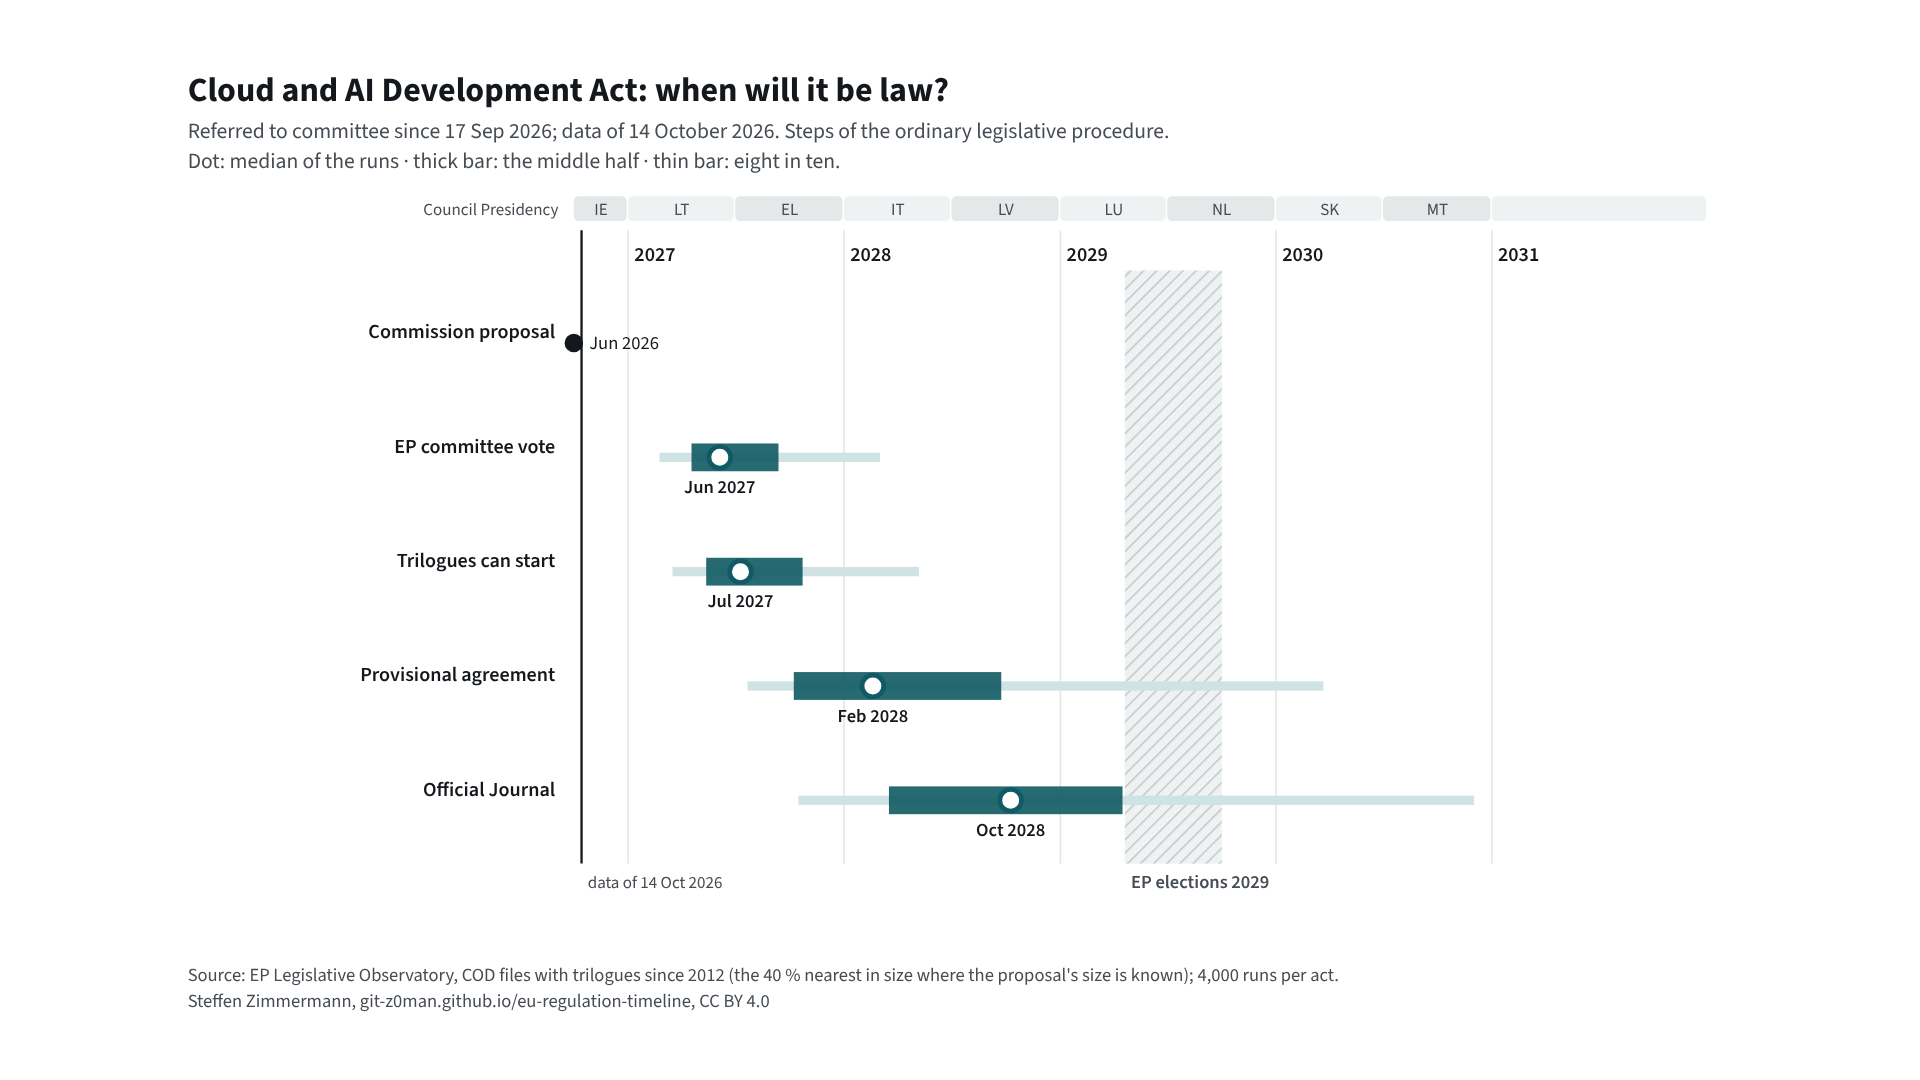 Cloud and AI Development Act: when will it be law?
Referred to committee since 17 Sep 2026; data of 14 October 2026. Steps of the ordinary legislative procedure.
Dot: median of the runs · thick bar: the middle half · thin bar: eight in ten.
Council Presidency IE LT EL IT LV LU NL SK MT
2027 2028 2029 2030 2031
Commission proposal
Jun 2026
EP committee vote
Jun 2027
Trilogues can start
Jul 2027
Provisional agreement
Feb 2028
Official Journal
Oct 2028
data of 14 Oct 2026 EP elections 2029
Source: EP Legislative Observatory, COD files with trilogues since 2012 (the 40 % nearest in size where the proposal's size is known); 4,000 runs per act.
Steffen Zimmermann, git-z0man.github.io/eu-regulation-timeline, CC BY 4.0